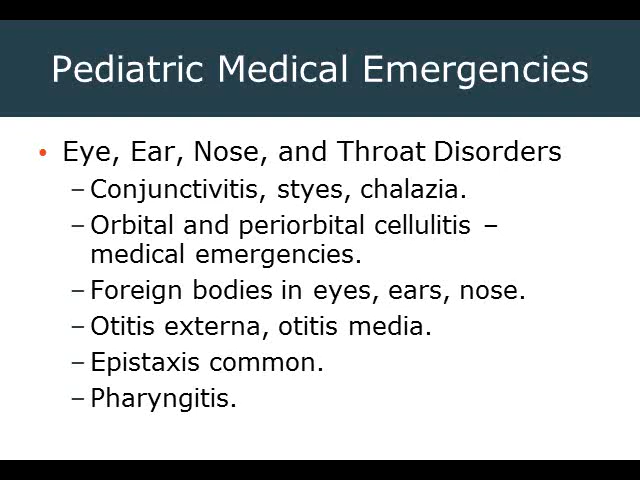 Pediatric Medical Emergencies
• Eye, Ear, Nose, and Throat Disorders
– Conjunctivitis, styes, chalazia.
– Orbital and periorbital cellulitis –
medical emergencies.
– Foreign bodies in eyes, ears, nose.
– Otitis externa, otitis media.
– Epistaxis common.
– Pharyngitis.